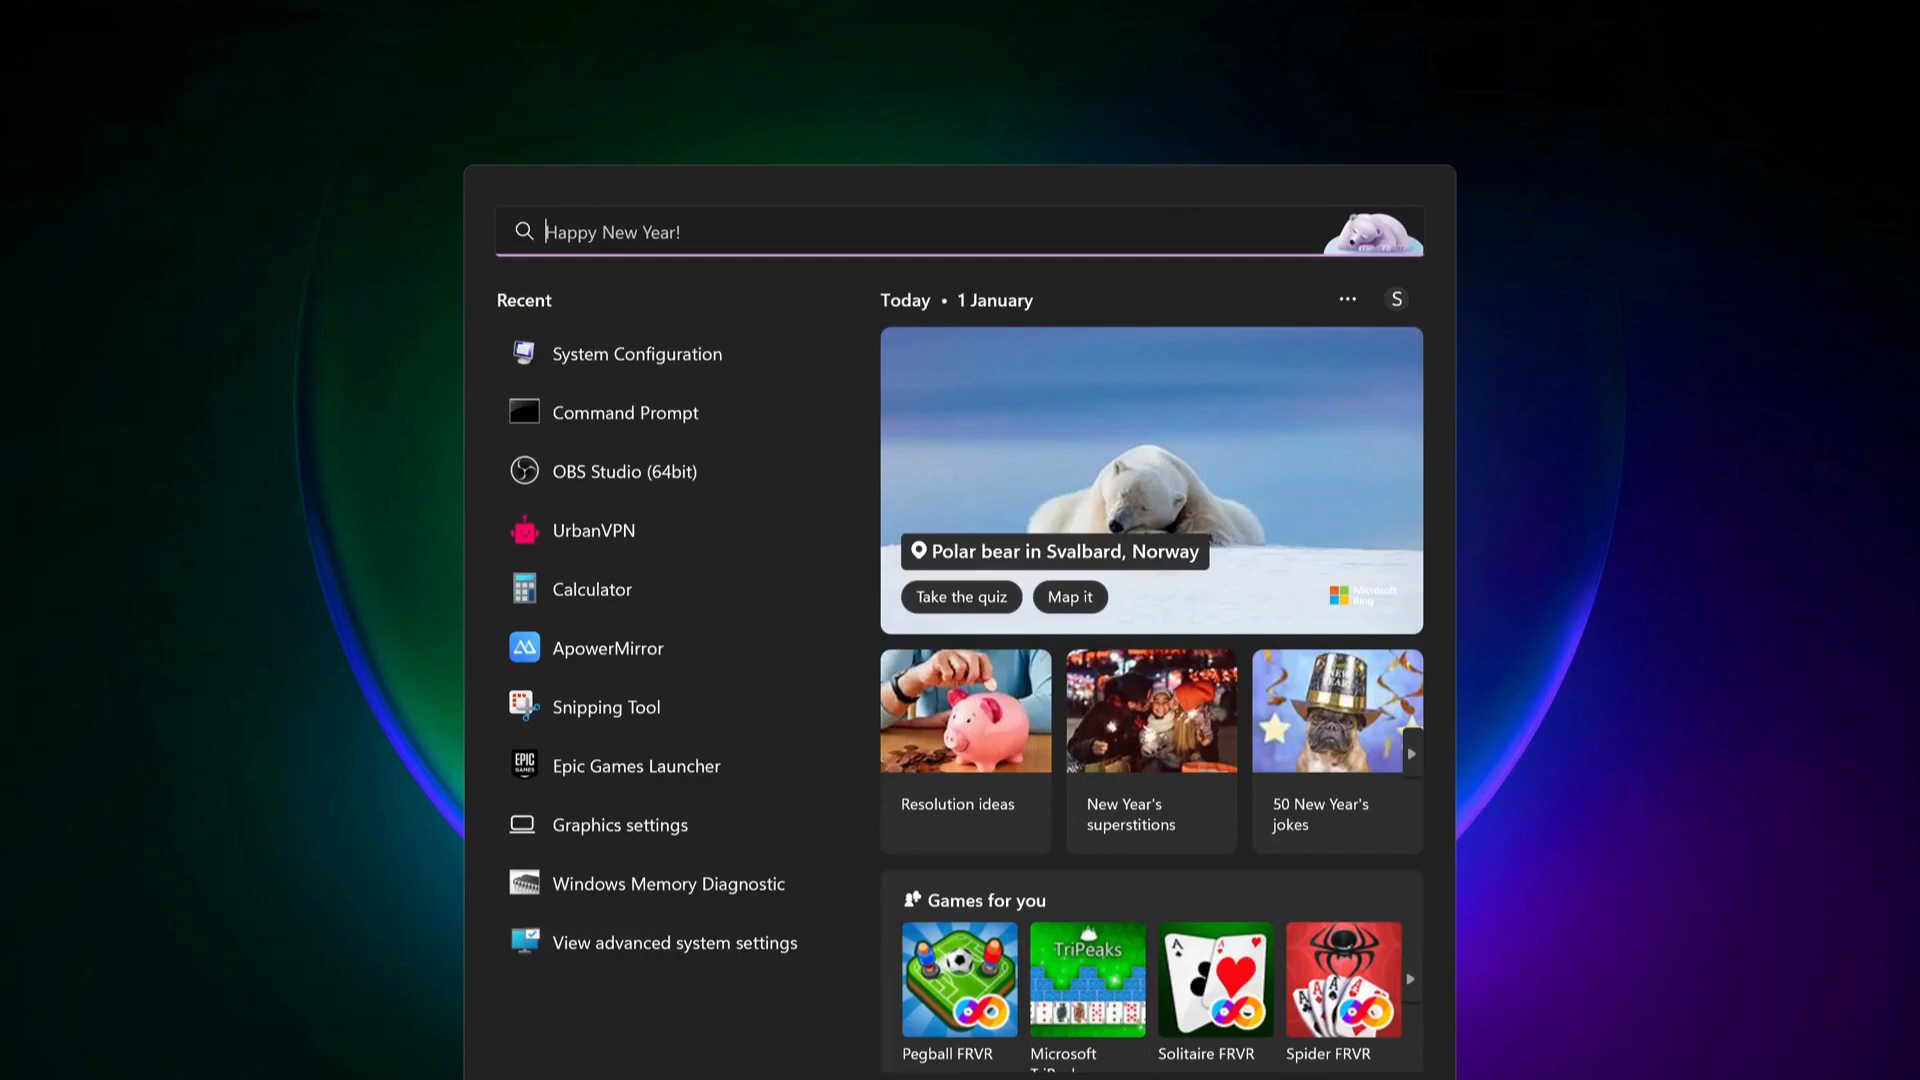 Happy New Year!
Recent
System Configuration
Command Prompt
OBS Studio (64bit)
UrbanVPN
Calculator
ApowerMirror
Snipping Tool
EPIC
GAMES
Epic Games Launcher
Graphics settings
Windows Memory Diagnostic
View advanced system settings
Today • 1 January
S
Polar bear in Svalbard, Norway
Take the quiz
Map it
Microsoft
Bing
Resolution ideas
New Year's
superstitions
50 New Year's
jokes
Games for you
TriPeaks
Pegball FRVR
Microsoft
Solitaire FRVR
Spider FRVR